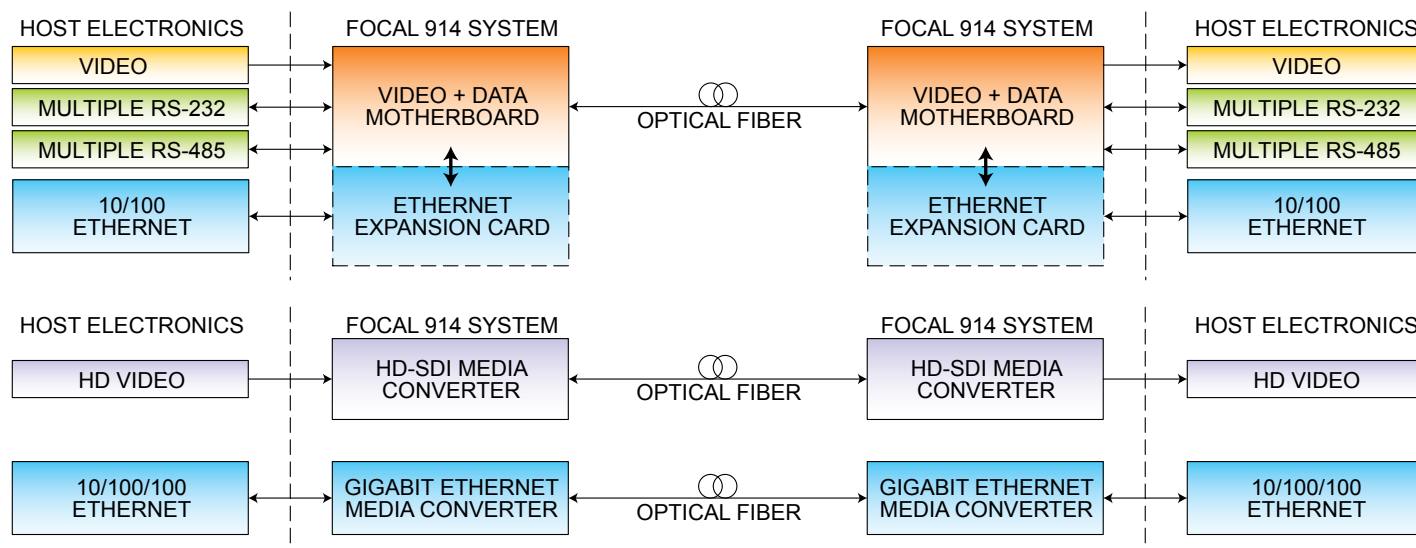 HOST ELECTRONICS
FOCAL 914 SYSTEM
FOCAL 914 SYSTEM
HOST ELECTRONICS
VIDEO
MULTIPLE RS-232
MULTIPLE RS-485
10/100
ETHERNET
VIDEO + DATA
MOTHERBOARD
ETHERNET
EXPANSION CARD
OPTICAL FIBER
VIDEO + DATA
MOTHERBOARD
ETHERNET
EXPANSION CARD
VIDEO
MULTIPLE RS-232
MULTIPLE RS-485
10/100
ETHERNET
HOST ELECTRONICS
FOCAL 914 SYSTEM
FOCAL 914 SYSTEM
HOST ELECTRONICS
HD VIDEO
HD-SDI MEDIA
CONVERTER
OPTICAL FIBER
HD-SDI MEDIA
CONVERTER
HD VIDEO
10/100/100
ETHERNET
GIGABIT ETHERNET
MEDIA CONVERTER
OPTICAL FIBER
GIGABIT ETHERNET
MEDIA CONVERTER
10/100/100
ETHERNET